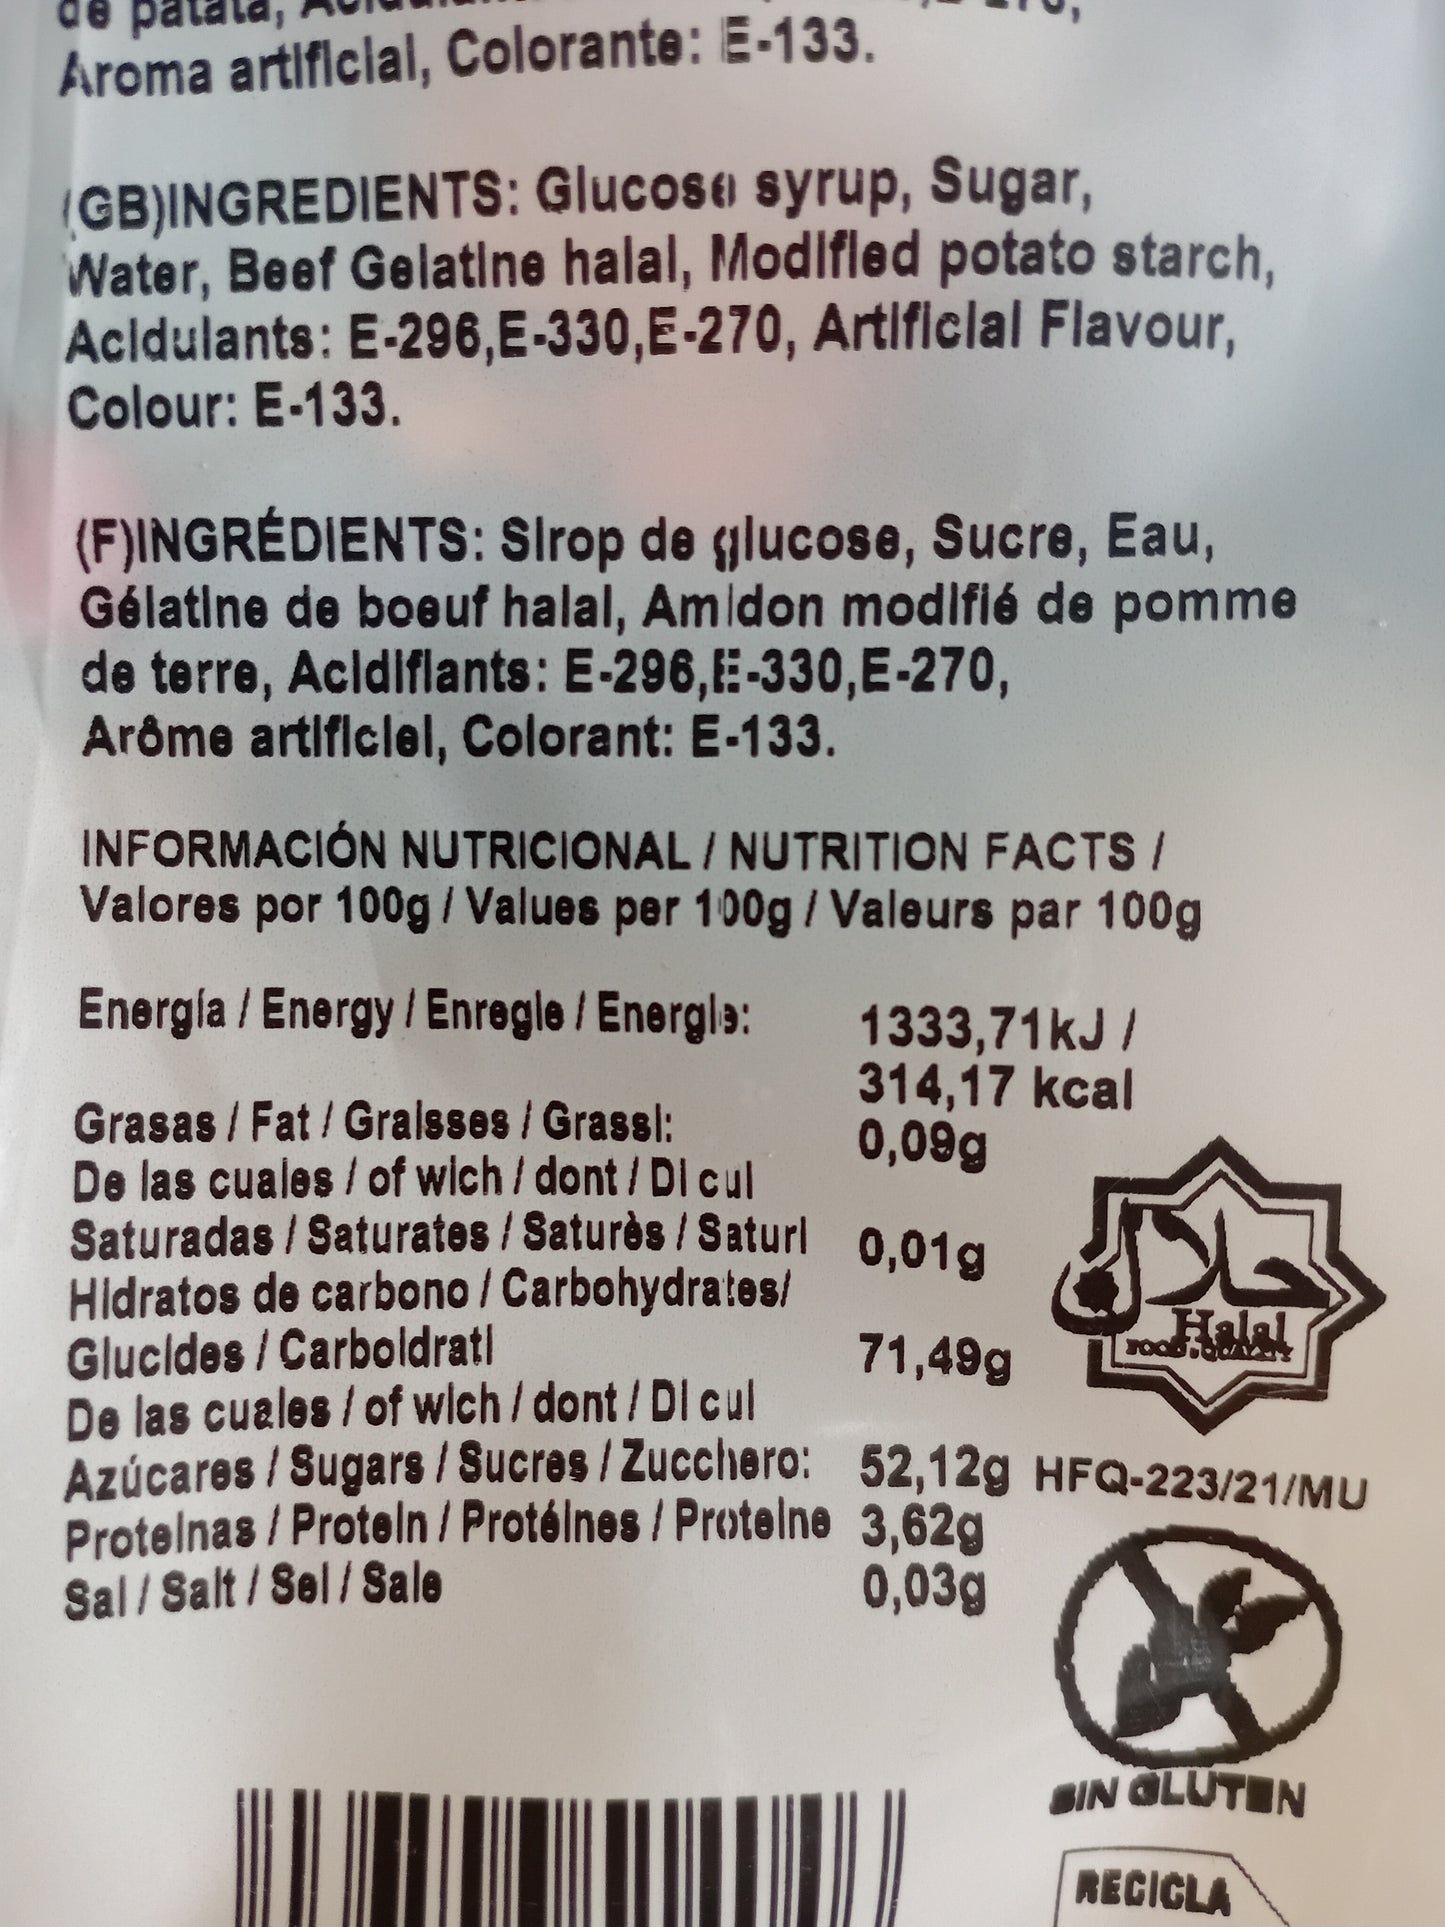 de patata,
Aroma artificial, Colorante: E-133.
(GB)INGREDIENTS: Glucose syrup, Sugar,
Water, Beef Gelatine halal, Modified potato starch,
Acidulants: E-296,E-330,E-270, Artificial Flavour,
Colour: E-133.
(F)INGRÉDIENTS: Sirop de glucose, Sucre, Eau,
Gélatine de boeuf halal, Amidon modifié de pomme
de terre, Acidifiants: E-296,E-330,E-270,
Arôme artificiel, Colorant: E-133.
INFORMACIÓN NUTRICIONAL / NUTRITION FACTS /
Valores por 100g / Values per 100g / Valeurs par 100g
Energía / Energy / Enregie / Energie: 1333,71kJ /
314,17 kcal
Grasas / Fat / Graisses / Grassi: 0,09g
De las cuales / of wich / dont / Di cui
Saturadas / Saturates / Saturès / Saturi 0,01g
Hidratos de carbono / Carbohydrates/
Glucides / Carboidrati 71,49g
De las cuales / of wich / dont / Di cui
Azúcares / Sugars / Sucres / Zucchero: 52,12g
Proteinas / Protein / Protéines / Proteine 3,62g
Sal / Salt / Sel / Sale 0,03g
حلال
Halal
FOOD & QUALITY
HFQ-223/21/MU
SIN GLUTEN
RECICLA